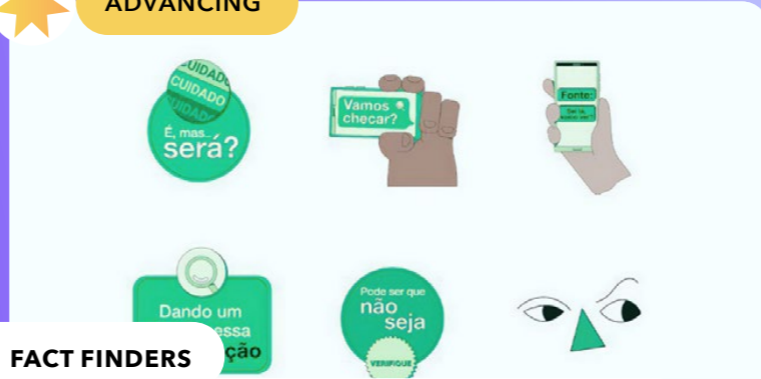 ADVANCING
CUIDADO
CUIDADO
CUIDADO
É, mas...
será?
Vamos
checar?
Fonte:
Dando um
essa
ção
Pode ser que
não
seja
VERIFIQUE
FACT FINDERS